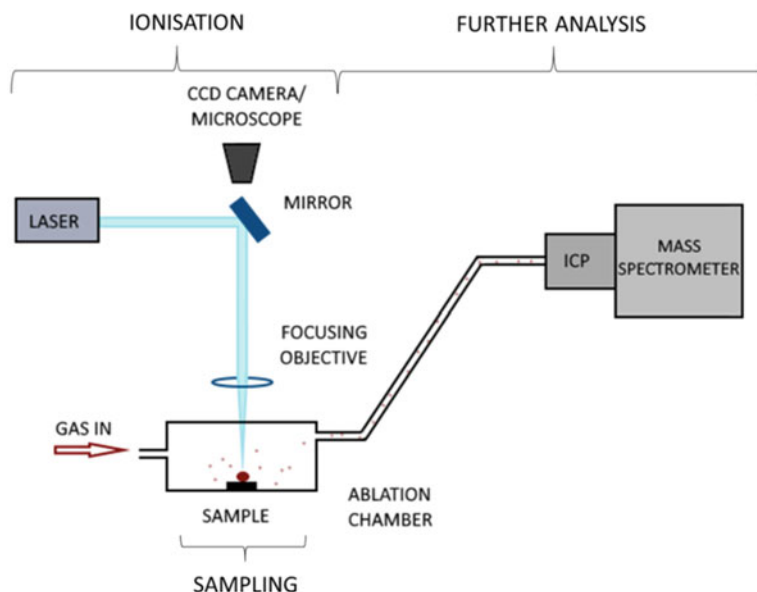 IONISATION
FURTHER ANALYSIS
CCD CAMERA/
MICROSCOPE
LASER
MIRROR
ICP
MASS
SPECTROMETER
FOCUSING
OBJECTIVE
GAS IN
SAMPLE
ABLATION
CHAMBER
SAMPLING